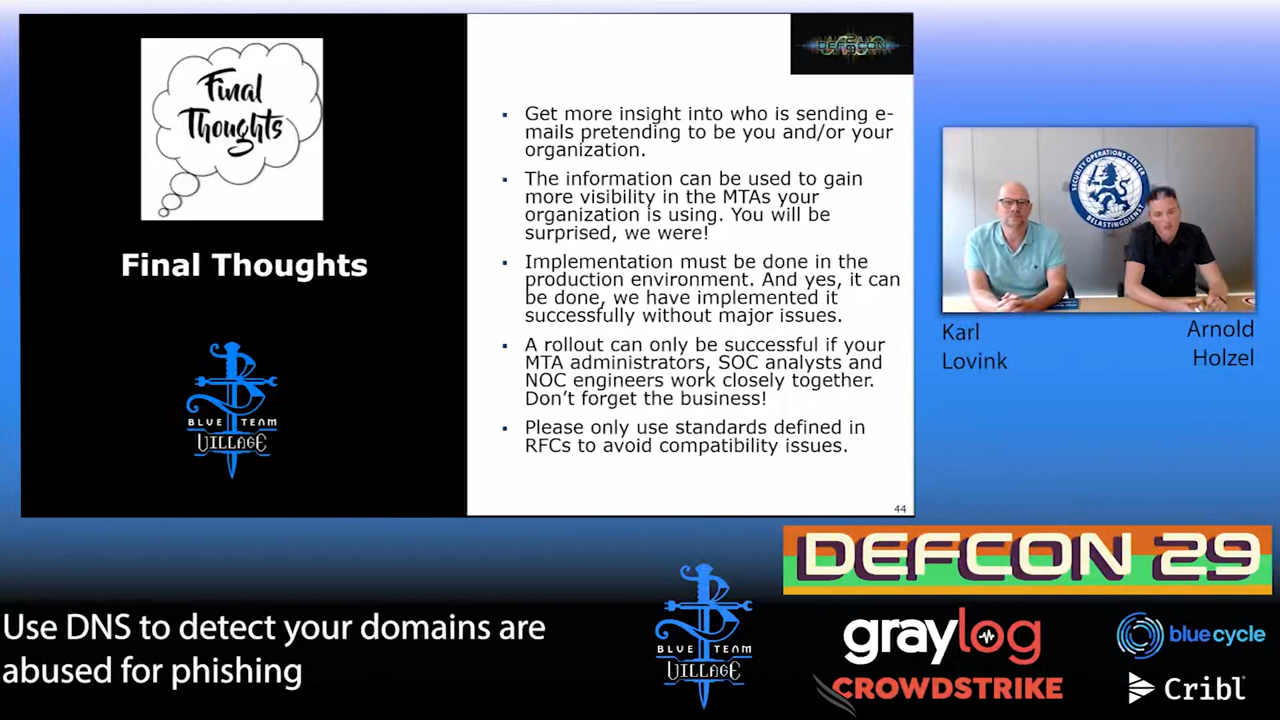 Final
Thoughts
Final Thoughts
BLUE TEAM
VILLAGE
DEFCON
▪ Get more insight into who is sending e-
mails pretending to be you and/or your
organization.
▪ The information can be used to gain
more visibility in the MTAs your
organization is using. You will be
surprised, we were!
▪ Implementation must be done in the
production environment. And yes, it can
be done, we have implemented it
successfully without major issues.
▪ A rollout can only be successful if your
MTA administrators, SOC analysts and
NOC engineers work closely together.
Don't forget the business!
▪ Please only use standards defined in
RFCs to avoid compatibility issues.
44
SECURITY OPERATIONS CENTER
BELASTINGDIENST
Karl
Lovink
Arnold
Holzel
Use DNS to detect your domains are
abused for phishing
BLUE TEAM
VILLAGE
DEFCON 29
graylog
blue cycle
CROWDSTRIKE
Cribl